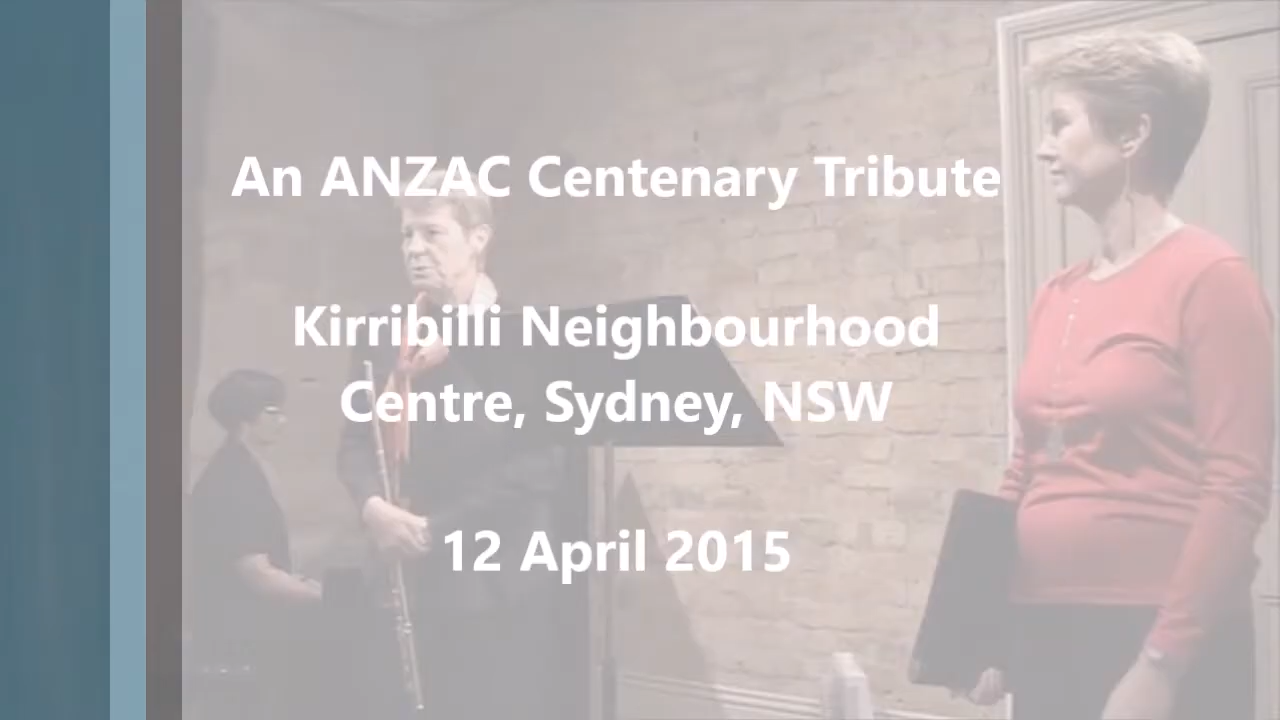 An ANZAC Centenary Tribute
Kirribilli Neighbourhood
Centre, Sydney, NSW
12 April 2015